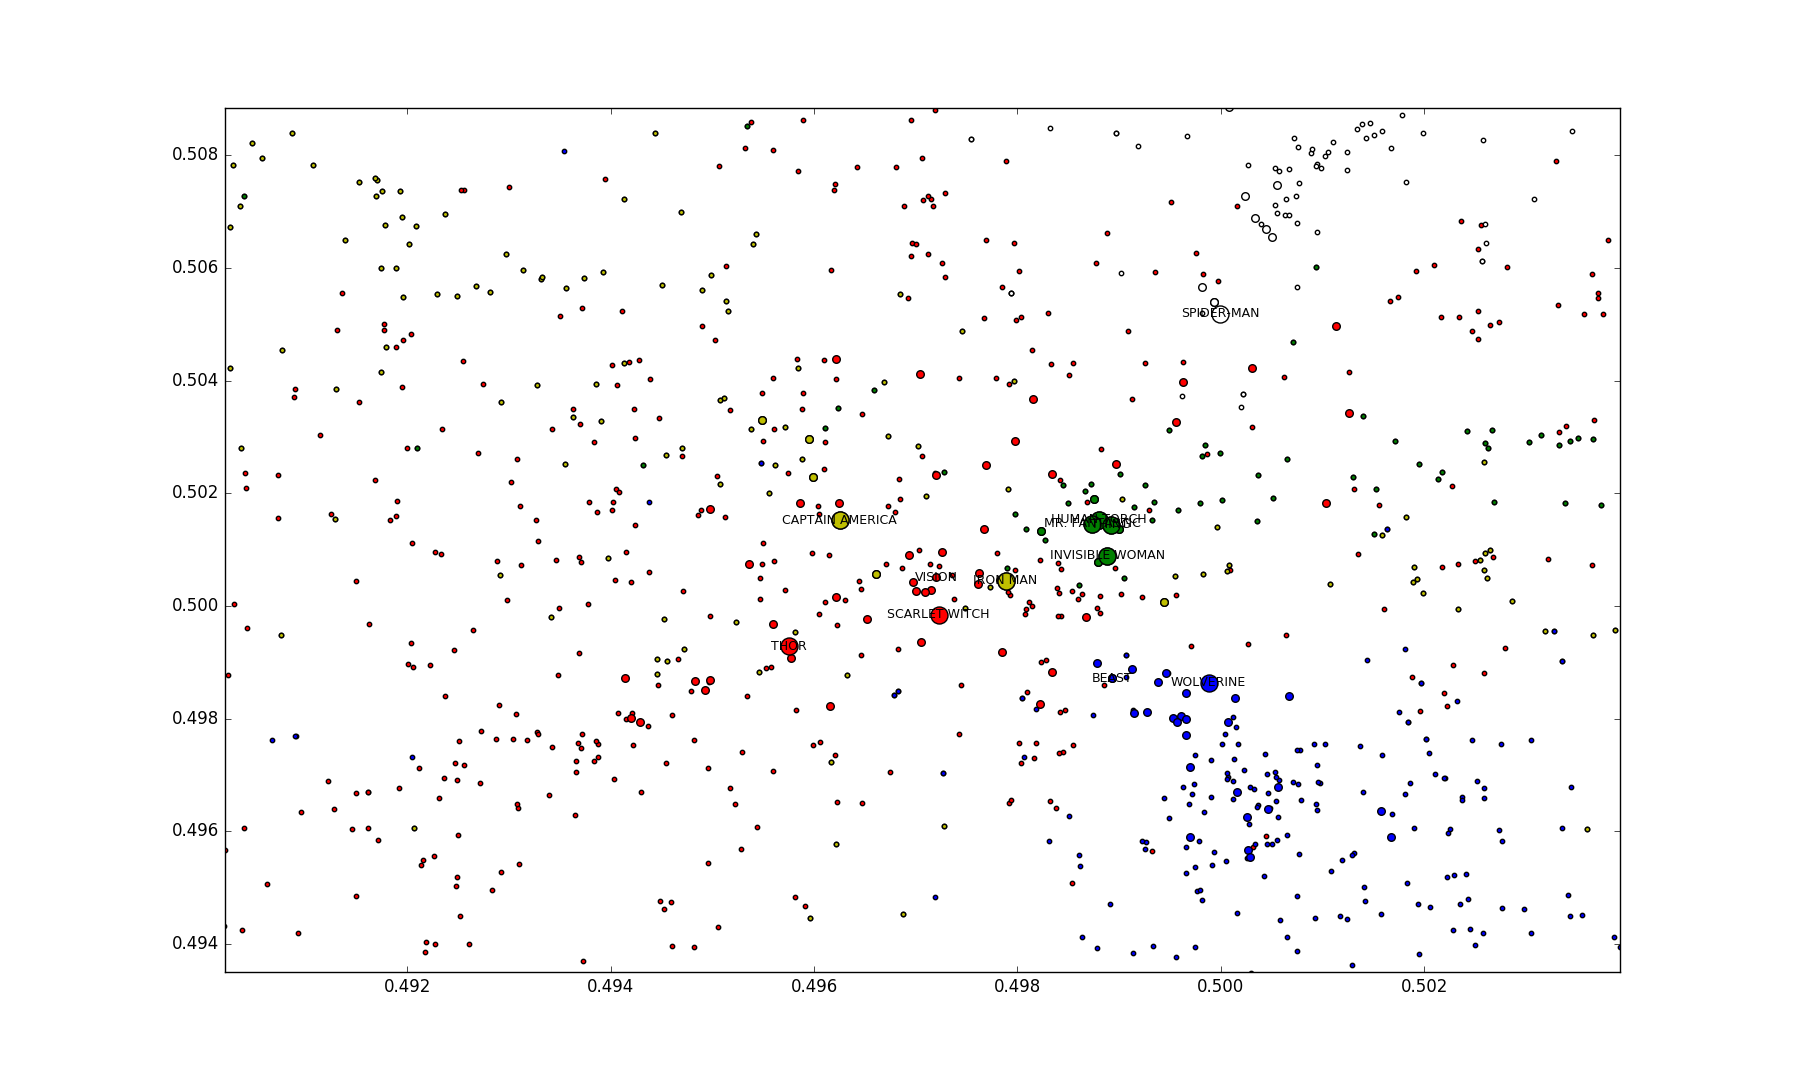 0.508
0.506
SPIDER-MAN
0.504
0.502
CAPTAIN AMERICA
HUMAN TORCH
MR. FANTASTIC
INVISIBLE WOMAN
VISION
IRON MAN
0.500
SCARLET WITCH
THOR
BEAST
WOLVERINE
0.498
0.496
0.494
0.492
0.494
0.496
0.498
0.500
0.502